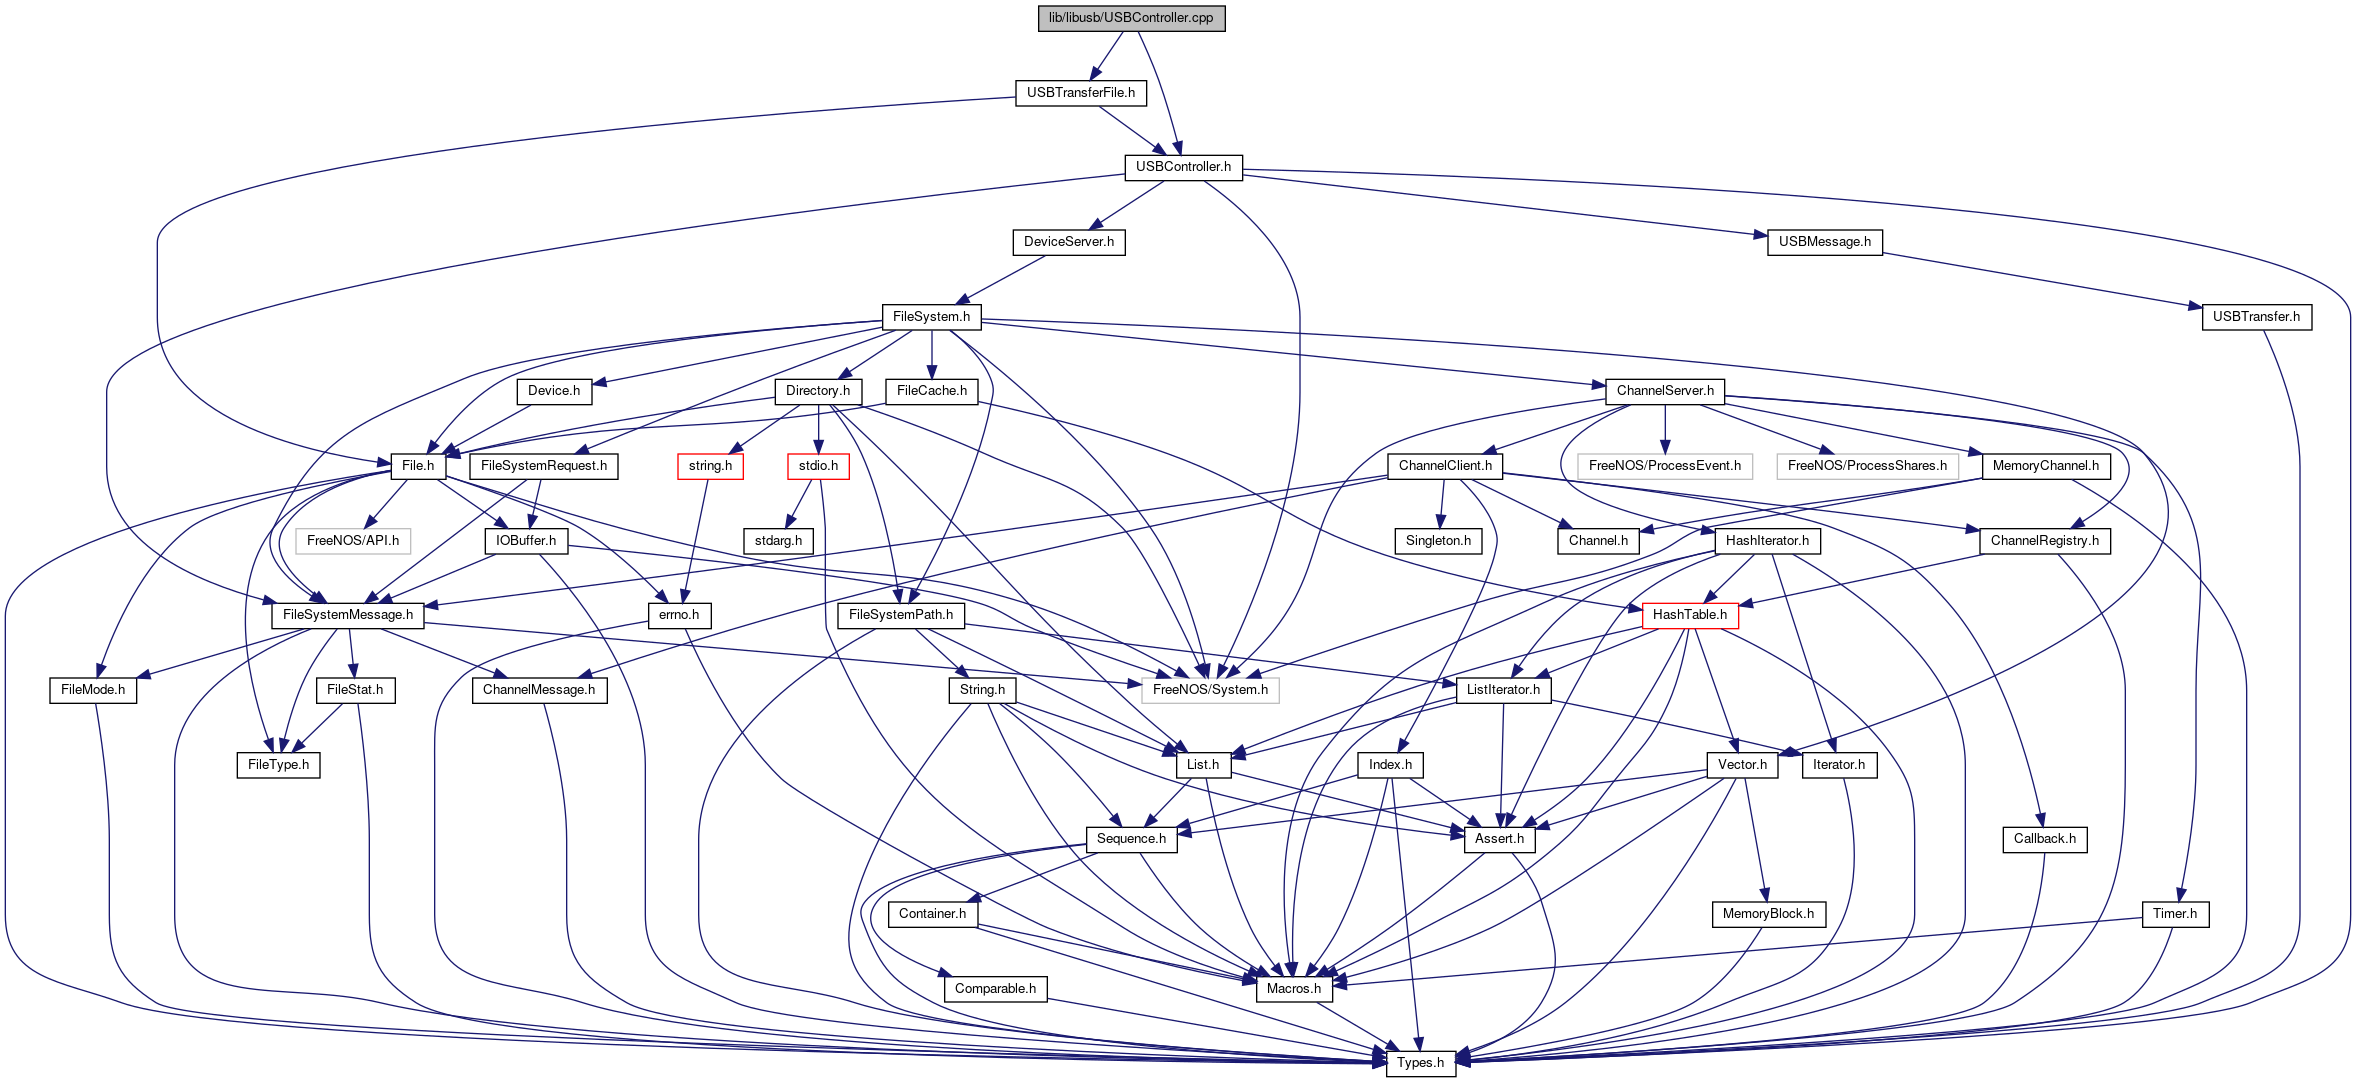 lib/libusb/USBController.cpp
USBTransferFile.h
USBController.h
DeviceServer.h
USBMessage.h
FileSystem.h
USBTransfer.h
Device.h
Directory.h
FileCache.h
ChannelServer.h
File.h
FileSystemRequest.h
string.h
stdio.h
ChannelClient.h
FreeNOS/ProcessEvent.h
FreeNOS/ProcessShares.h
MemoryChannel.h
FreeNOS/API.h
IOBuffer.h
stdarg.h
Singleton.h
Channel.h
HashIterator.h
ChannelRegistry.h
FileSystemMessage.h
errno.h
FileSystemPath.h
HashTable.h
FileMode.h
FileStat.h
ChannelMessage.h
String.h
FreeNOS/System.h
ListIterator.h
FileType.h
List.h
Index.h
Vector.h
Iterator.h
Sequence.h
Assert.h
Callback.h
Container.h
MemoryBlock.h
Timer.h
Comparable.h
Macros.h
Types.h